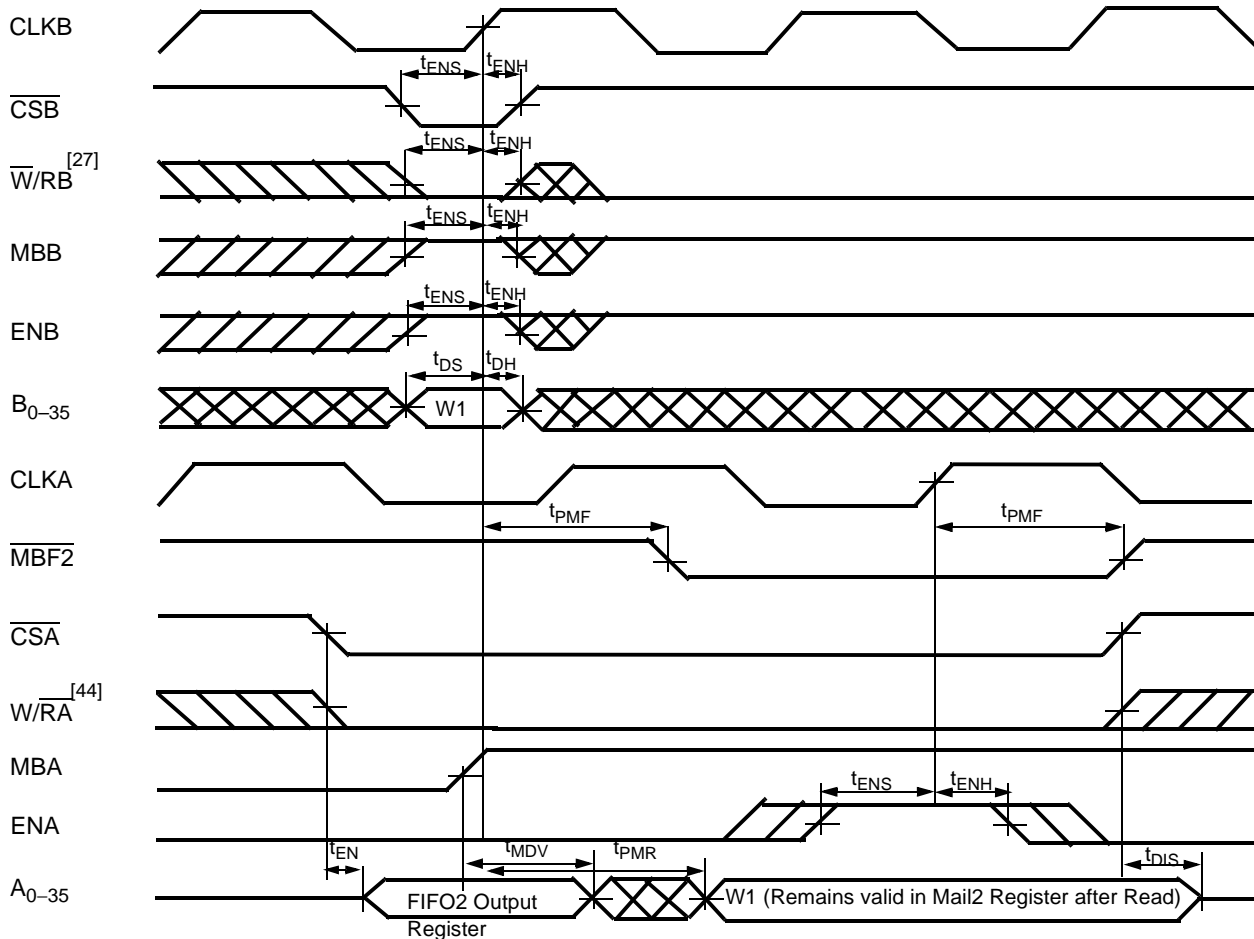 CLKB
tENS tENH
CSB
tENS tENH
W/RB[27]
tENS tENH
MBB
tENS tENH
ENB
tDS tDH
B0–35 W1
CLKA
tPMF tPMF
MBF2
CSA
W/RA[44]
MBA
tENS tENH
ENA
tEN tMDV tPMR tDIS
A0–35 FIFO2 Output Register W1 (Remains valid in Mail2 Register after Read)